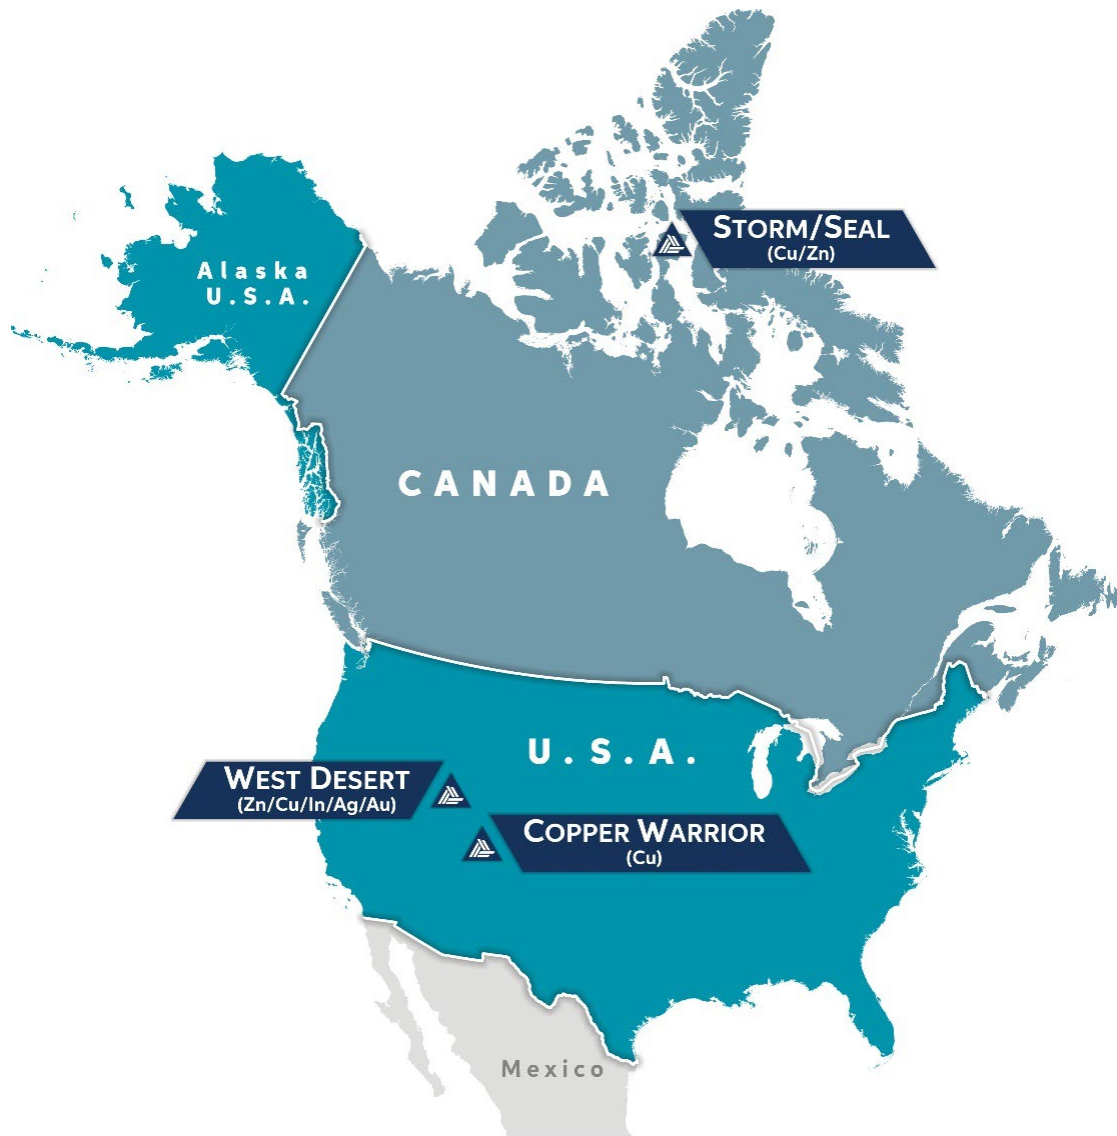 STORM/SEAL
(Cu/Zn)
Alaska
U.S.A.
CANADA
U.S.A.
WEST DESERT
(Zn/Cu/In/Ag/Au)
COPPER WARRIOR
(Cu)
Mexico